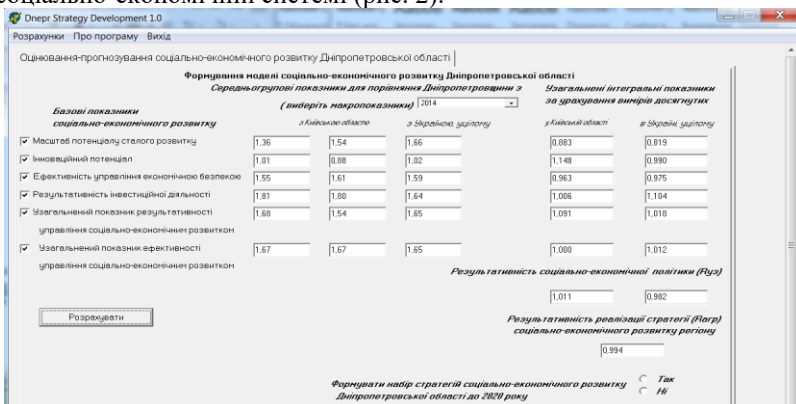 соціально-економічній системі (рис. 2).
Dnepr Strategy Development 1.0
Розрахунки Про програму Вихід
Оцінювання-прогнозування соціально-економічного розвитку Дніпропетровської області
Формування моделі соціально-економічного розвитку Дніпропетровської області
Середньогрупові показники для порівняння Дніпропетровщини з
Узагальнені інтегральні показники
(виберіть макропоказники) 2014
за урахування вимірів досягнутих
Базові показники
соціально-економічного розвитку
з Київською областю
з Україною, уцілому
у Київській області
в Україні, уцілому
Масштаб потенціалу сталого розвитку 1,36 1,54 1,66 0,883 0,819
Інноваційний потенціал 1,01 0,88 1,02 1,148 0,990
Ефективність управління економічною безпекою 1,55 1,61 1,59 0,963 0,975
Результативність інвестиційної діяльності 1,81 1,80 1,64 1,006 1,104
Узагальнений показник результативності 1,68 1,54 1,65 1,091 1,018
управління соціально-економічним розвитком
Узагальнений показник ефективності 1,67 1,67 1,65 1,000 1,012
управління соціально-економічним розвитком
Результативність соціально-економічної політики (Rуз)
1,011 0,982
Розрахувати
Результативність реалізації стратегії (Rагр)
соціально-економічного розвитку регіону
0,994
Формувати набір стратегій соціально-економічного розвитку
Дніпропетровської області до 2020 року
Так
Ні